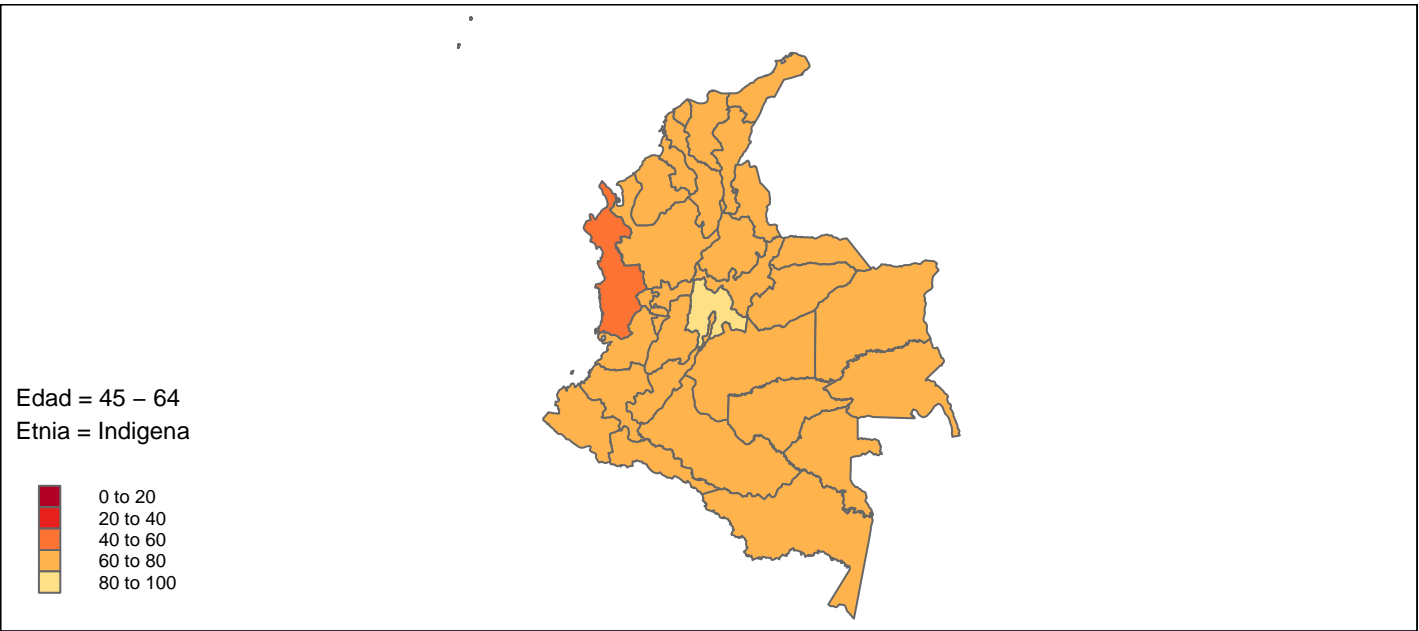 Edad = 45 – 64
Etnia = Indigena
0 to 20
20 to 40
40 to 60
60 to 80
80 to 100